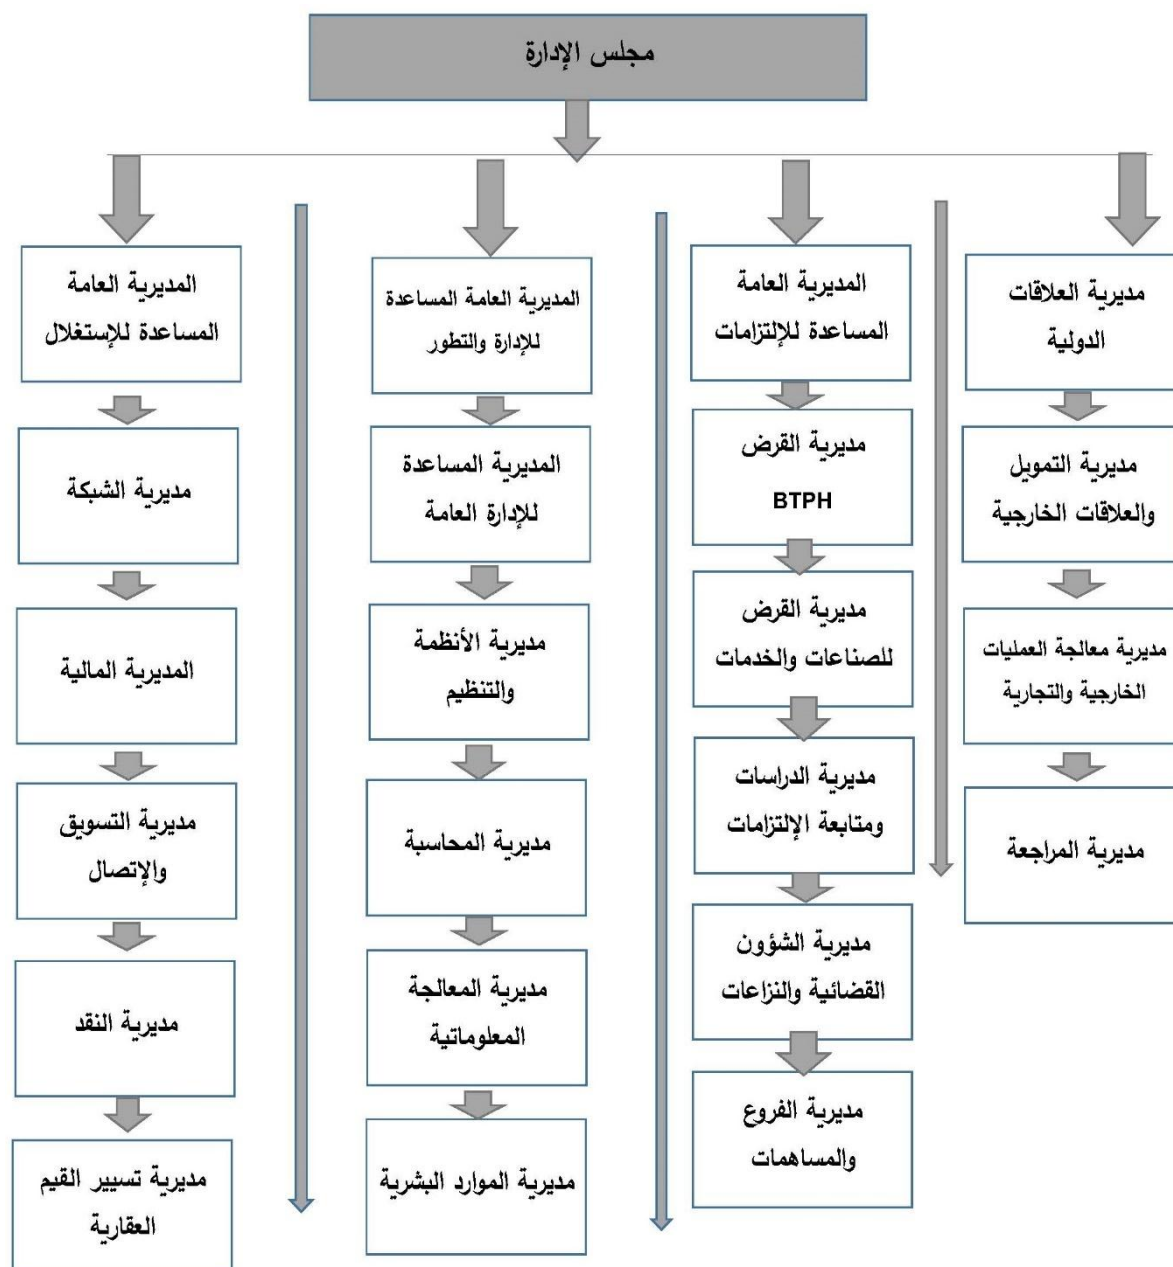 مجلس الإدارة
مديرية العلاقات
الدولية
مديرية التمويل
والعلاقات الخارجية
مديرية معالجة العمليات
الخارجية والتجارية
مديرية المراجعة
المديرية العامة
المساعدة للإلتزامات
مديرية القرض
BTPH
مديرية القرض
للصناعات والخدمات
مديرية الدراسات
ومتابعة الإلتزامات
مديرية الشؤون
القضائية والنزاعات
مديرية الفروع
والمساهمات
المديرية العامة المساعدة
للإدارة والتطور
المديرية المساعدة
للإدارة العامة
مديرية الأنظمة
والتنظيم
مديرية المحاسبة
مديرية المعالجة
المعلوماتية
مديرية الموارد البشرية
المديرية العامة
المساعدة للإستغلال
مديرية الشبكة
المديرية المالية
مديرية التسويق
والإتصال
مديرية النقد
مديرية تسيير القيم
العقارية